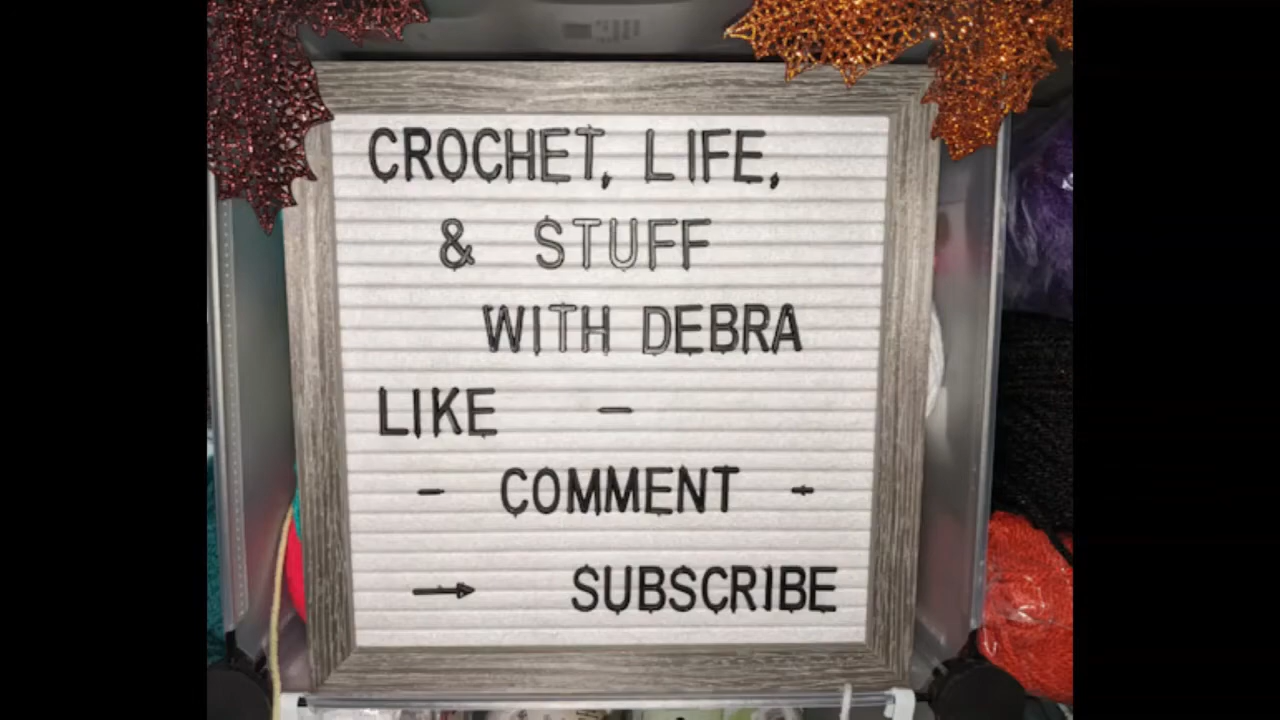 CROCHET, LIFE,
& STUFF
WITH DEBRA
LIKE -
- COMMENT -
→ SUBSCRIBE